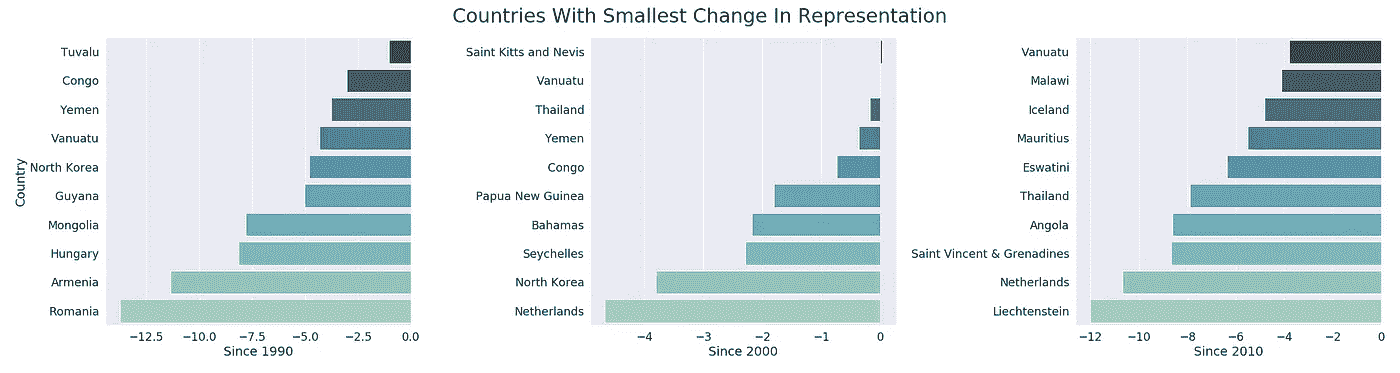 Countries With Smallest Change In Representation
Country
Tuvalu
Congo
Yemen
Vanuatu
North Korea
Guyana
Mongolia
Hungary
Armenia
Romania
−12.5 −10.0 −7.5 −5.0 −2.5 0.0
Since 1990
Saint Kitts and Nevis
Vanuatu
Thailand
Yemen
Congo
Papua New Guinea
Bahamas
Seychelles
North Korea
Netherlands
−4 −3 −2 −1 0
Since 2000
Vanuatu
Malawi
Iceland
Mauritius
Eswatini
Thailand
Angola
Saint Vincent & Grenadines
Netherlands
Liechtenstein
−12 −10 −8 −6 −4 −2 0
Since 2010